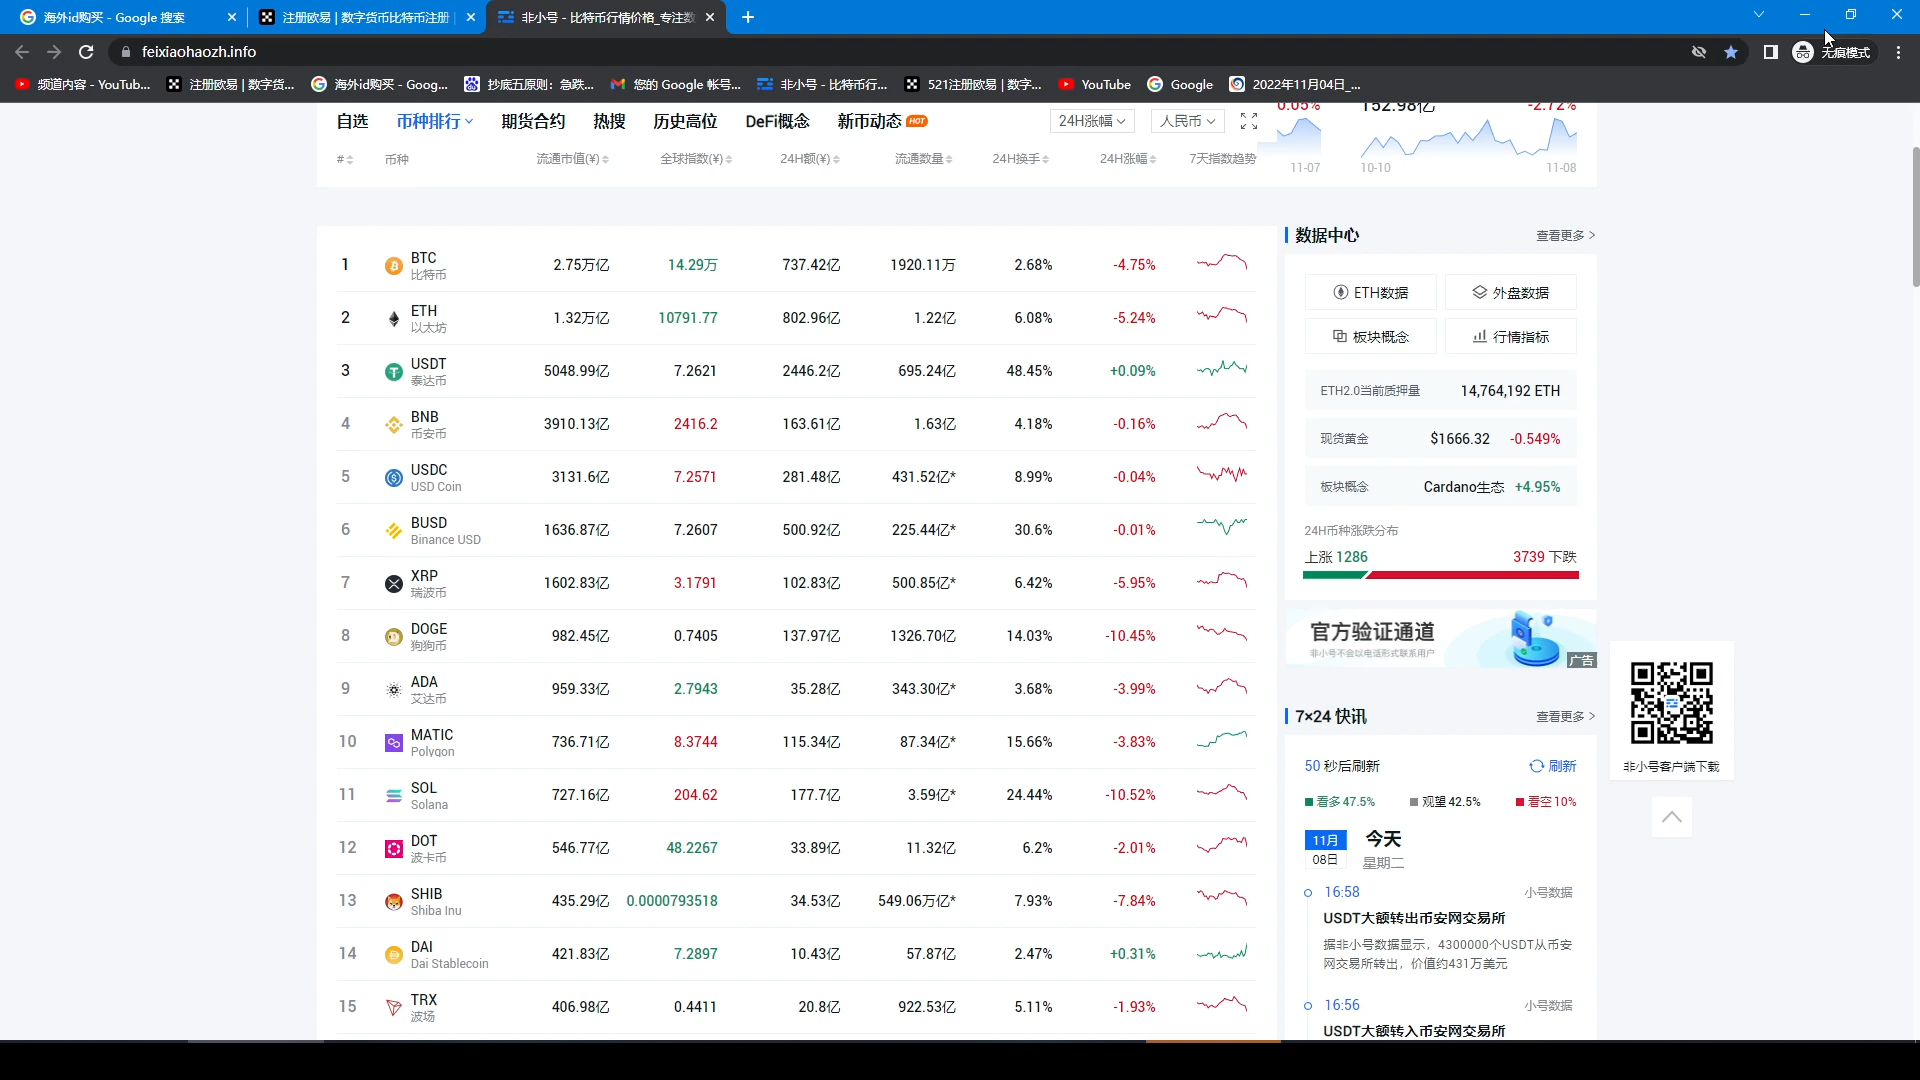 海外id购买 - Google 搜索
注册欧易 | 数字货币比特币注册
非小号 - 比特币行情价格_专注数
feixiaohaozh.info
无痕模式
频道内容 - YouTub...
注册欧易 | 数字货...
海外id购买 - Goog...
抄底五原则：急跌...
您的 Google 帐号...
非小号 - 比特币行...
521注册欧易 | 数字...
YouTube
Google
2022年11月04日_...
自选 币种排行 期货合约 热搜 历史高位 DeFi概念 新币动态 HOT 24H涨幅 人民币
0.05% 152.98亿 -2.72%
11-07 10-10 11-08
# 币种 流通市值(¥) 全球指数(¥) 24H额(¥) 流通数量 24H换手 24H涨幅 7天指数趋势
1 BTC 2.75万亿 14.29万 737.42亿 1920.11万 2.68% -4.75%
比特币
2 ETH 1.32万亿 10791.77 802.96亿 1.22亿 6.08% -5.24%
以太坊
3 USDT 5048.99亿 7.2621 2446.2亿 695.24亿 48.45% +0.09%
泰达币
4 BNB 3910.13亿 2416.2 163.61亿 1.63亿 4.18% -0.16%
币安币
5 USDC 3131.6亿 7.2571 281.48亿 431.52亿* 8.99% -0.04%
USD Coin
6 BUSD 1636.87亿 7.2607 500.92亿 225.44亿* 30.6% -0.01%
Binance USD
7 XRP 1602.83亿 3.1791 102.83亿 500.85亿* 6.42% -5.95%
瑞波币
8 DOGE 982.45亿 0.7405 137.97亿 1326.70亿 14.03% -10.45%
狗狗币
9 ADA 959.33亿 2.7943 35.28亿 343.30亿* 3.68% -3.99%
艾达币
10 MATIC 736.71亿 8.3744 115.34亿 87.34亿* 15.66% -3.83%
Polygon
11 SOL 727.16亿 204.62 177.7亿 3.59亿* 24.44% -10.52%
Solana
12 DOT 546.77亿 48.2267 33.89亿 11.32亿 6.2% -2.01%
波卡币
13 SHIB 435.29亿 0.0000793518 34.53亿 549.06万亿* 7.93% -7.84%
Shiba Inu
14 DAI 421.83亿 7.2897 10.43亿 57.87亿 2.47% +0.31%
Dai Stablecoin
15 TRX 406.98亿 0.4411 20.8亿 922.53亿 5.11% -1.93%
波场
数据中心 查看更多 >
ETH数据 外盘数据
板块概念 行情指标
ETH2.0当前质押量 14,764,192 ETH
现货黄金 $1666.32 -0.549%
板块概念 Cardano生态 +4.95%
24H币种涨跌分布
上涨 1286 3739 下跌
官方验证通道
非小号不会以电话形式联系用户
广告
7×24 快讯 查看更多 >
50 秒后刷新 刷新
看多 47.5% 观望 42.5% 看空 10%
11月 今天
08日 星期二
16:58 小号数据
USDT大额转出币安网交易所
据非小号数据显示，4300000个USDT从币安
网交易所转出，价值约431万美元
16:56 小号数据
USDT大额转入币安网交易所
非小号客户端下载